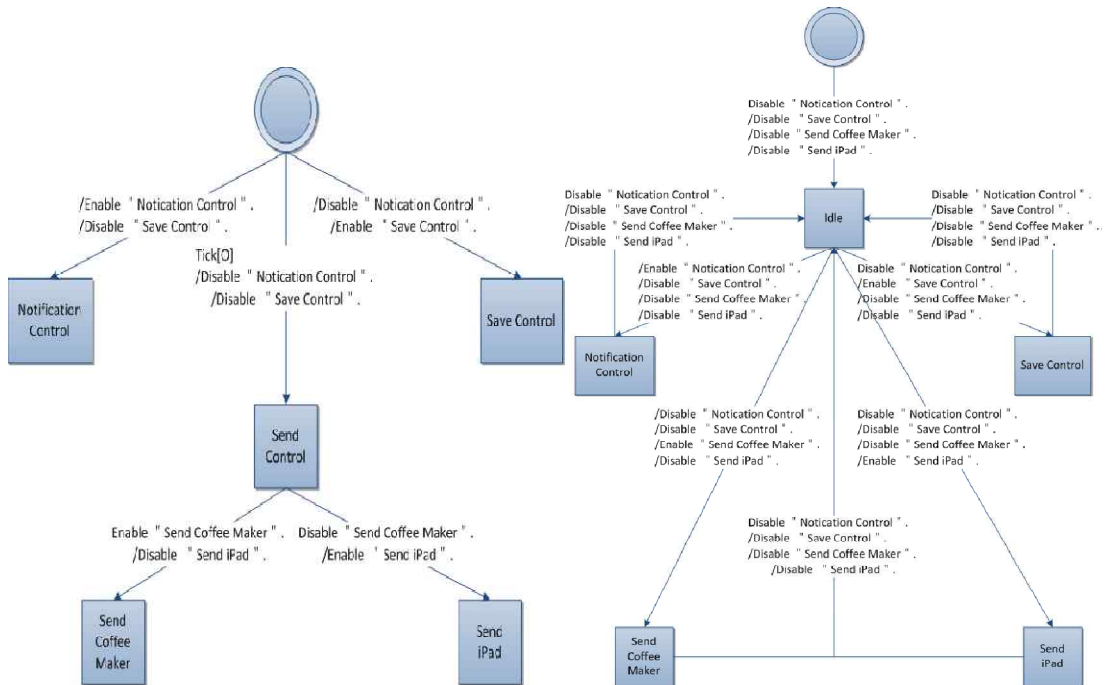 /Enable " Notication Control " .
/Disable " Save Control " .
/Disable " Notication Control " .
/Enable " Save Control " .
Tick[O]
/Disable " Notication Control " .
/Disable " Save Control " .
Notification
Control
Save Control
Send
Control
Enable " Send Coffee Maker " .
/Disable " Send iPad " .
Disable " Send Coffee Maker " .
/Enable " Send iPad " .
Send
Coffee
Maker
Send
iPad
Disable " Notication Control " .
/Disable " Save Control " .
/Disable " Send Coffee Maker " .
/Disable " Send iPad " .
Disable " Notication Control " .
/Disable " Save Control " .
/Disable " Send Coffee Maker " .
/Disable " Send iPad " .
Idle
Disable " Notication Control " .
/Disable " Save Control " .
/Disable " Send Coffee Maker " .
/Disable " Send iPad " .
/Enable " Notication Control " .
/Disable " Save Control " .
/Disable " Send Coffee Maker " .
/Disable " Send iPad " .
Disable " Notication Control " .
/Enable " Save Control " .
/Disable " Send Coffee Maker " .
/Disable " Send iPad " .
Notification
Control
Save Control
/Disable " Notication Control " .
/Disable " Save Control " .
/Enable " Send Coffee Maker " .
/Disable " Send iPad " .
Disable " Notication Control " .
/Disable " Save Control " .
/Disable " Send Coffee Maker " .
/Enable " Send iPad " .
Disable " Notication Control " .
/Disable " Save Control " .
/Disable " Send Coffee Maker " .
/Disable " Send iPad " .
Send
Coffee
Maker
Send
iPad